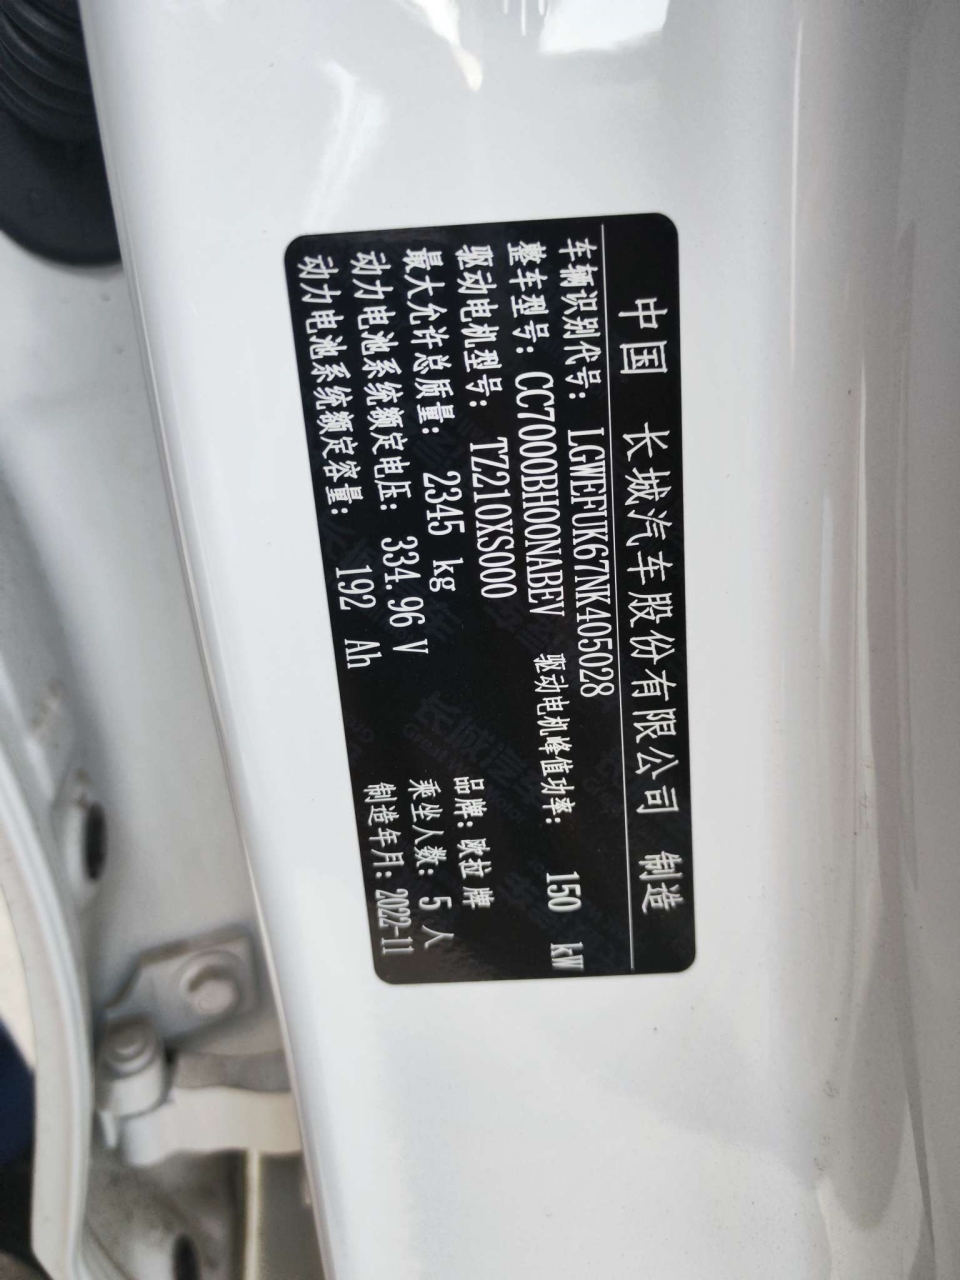 中国 长城汽车股份有限公司 制造
车辆识别代号: LGWEFUK67NK405028
整车型号: CC7000BH00NABEV 驱动电机峰值功率: 150 kW
驱动电机型号: TZ210XS000
最大允许总质量: 2345 kg 品牌: 欧拉牌
动力电池系统额定电压: 334.96 V 乘坐人数: 5 人
动力电池系统额定容量: 192 Ah 制造年月: 2022-11